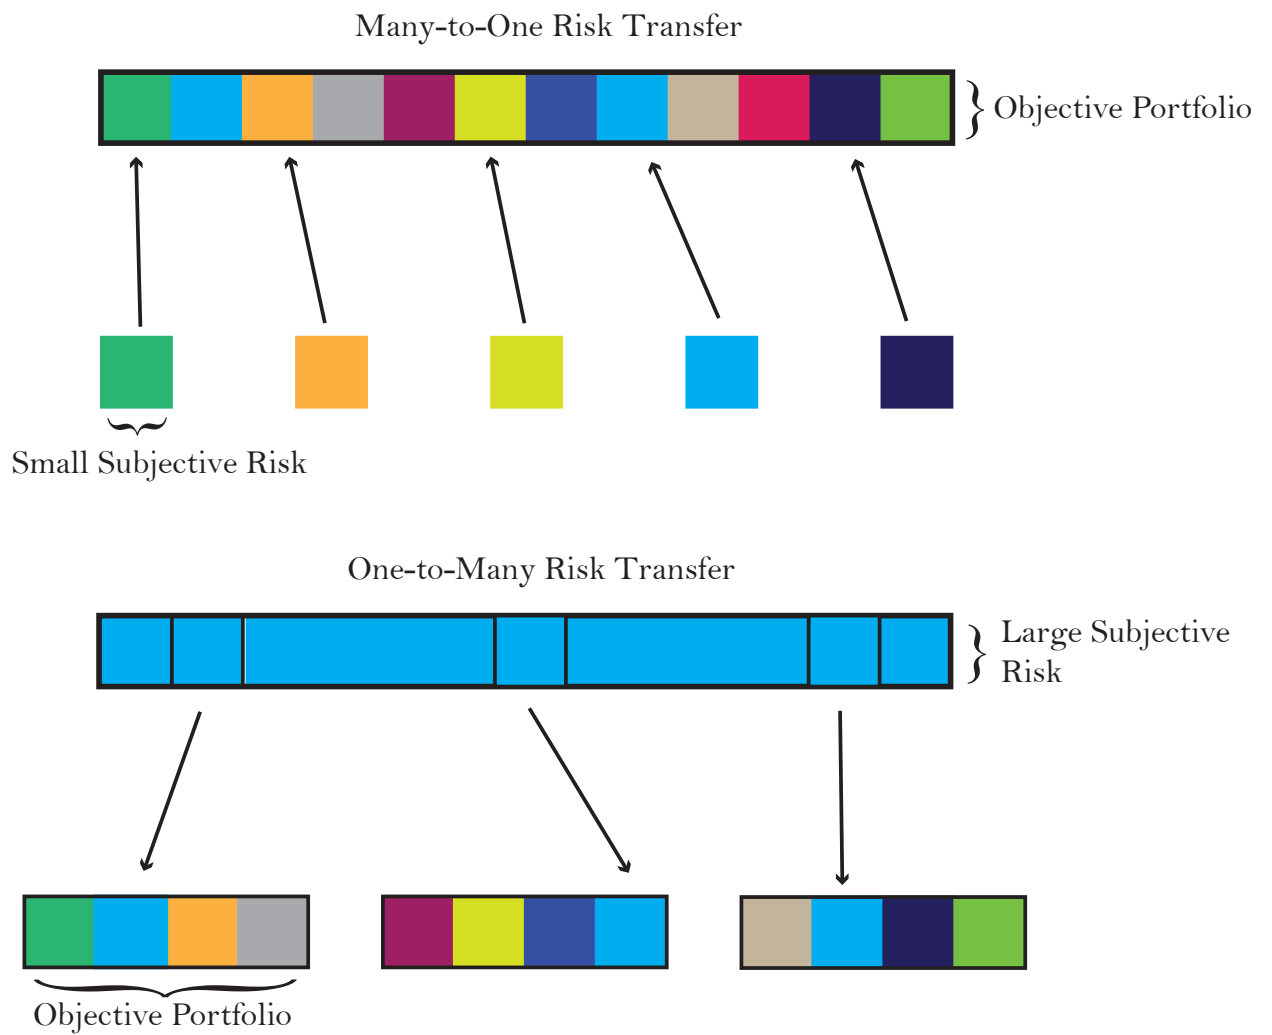 Many-to-One Risk Transfer
Objective Portfolio
Small Subjective Risk
One-to-Many Risk Transfer
Large Subjective
Risk
Objective Portfolio